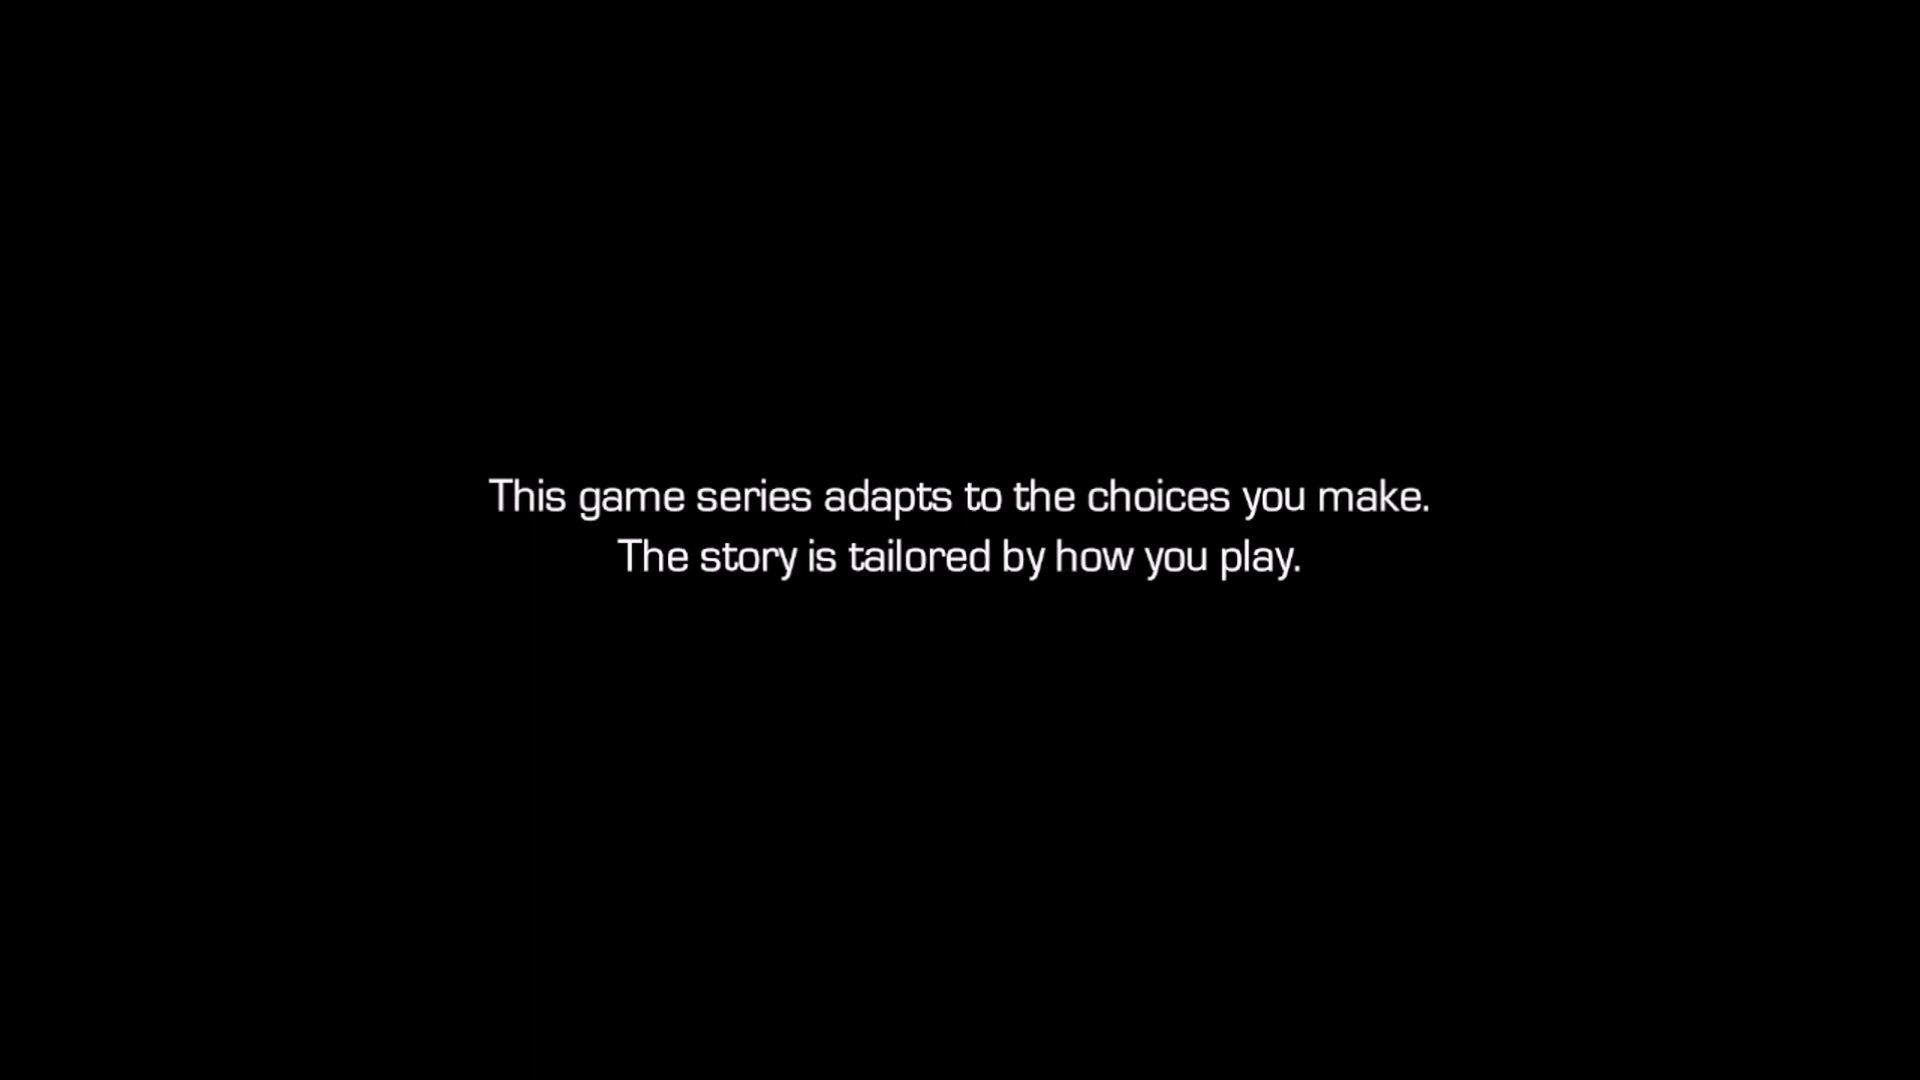 This game series adapts to the choices you make.
The story is tailored by how you play.